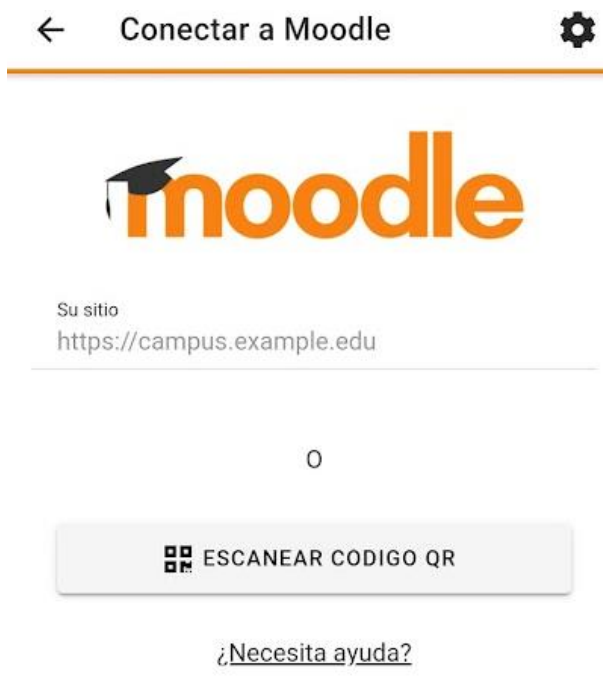 Conectar a Moodle
moodle
Su sitio
https://campus.example.edu
O
ESCANEAR CODIGO QR
¿Necesita ayuda?